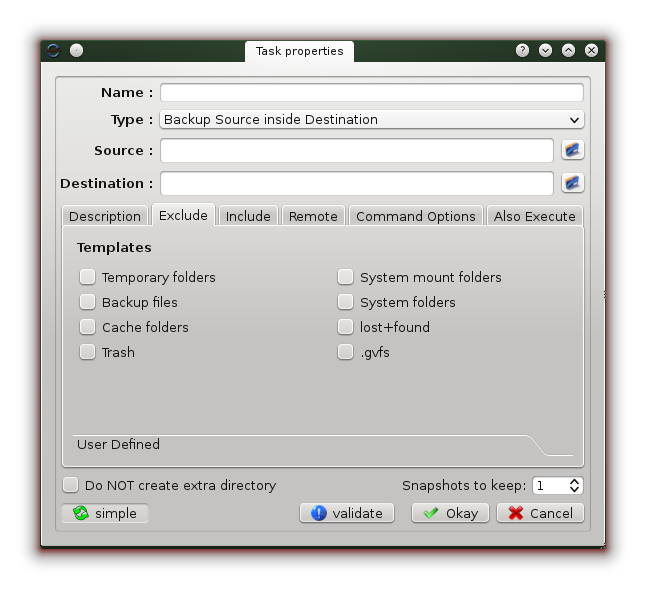 Task properties
Name :
Type : Backup Source inside Destination
Source :
Destination :
Description Exclude Include Remote Command Options Also Execute
Templates
Temporary folders System mount folders
Backup files System folders
Cache folders lost+found
Trash .gvfs
User Defined
Do NOT create extra directory Snapshots to keep: 1
simple validate Okay Cancel